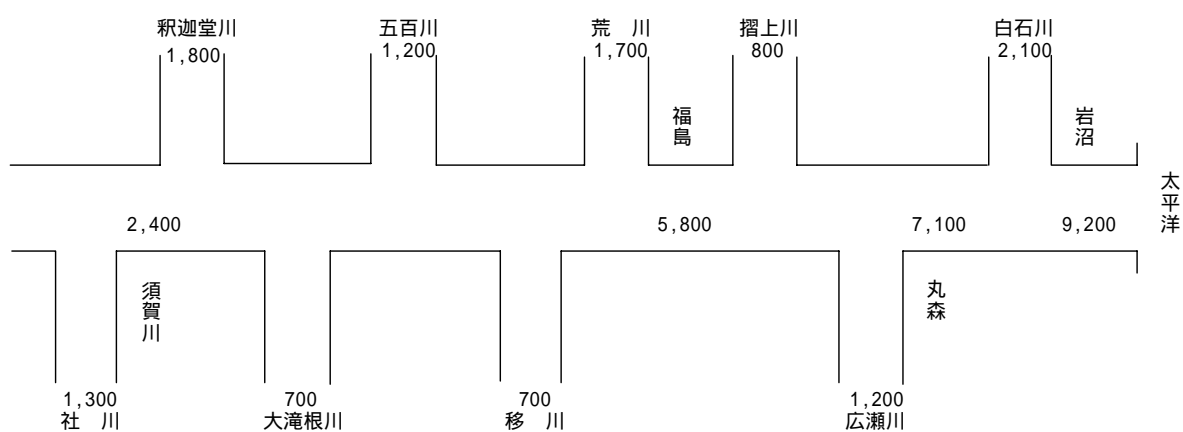 釈迦堂川
1,800
五百川
1,200
荒 川
1,700
摺上川
800
白石川
2,100
福島
岩沼
太平洋
2,400
5,800
7,100
9,200
須賀川
丸森
1,300
社 川
700
大滝根川
700
移 川
1,200
広瀬川